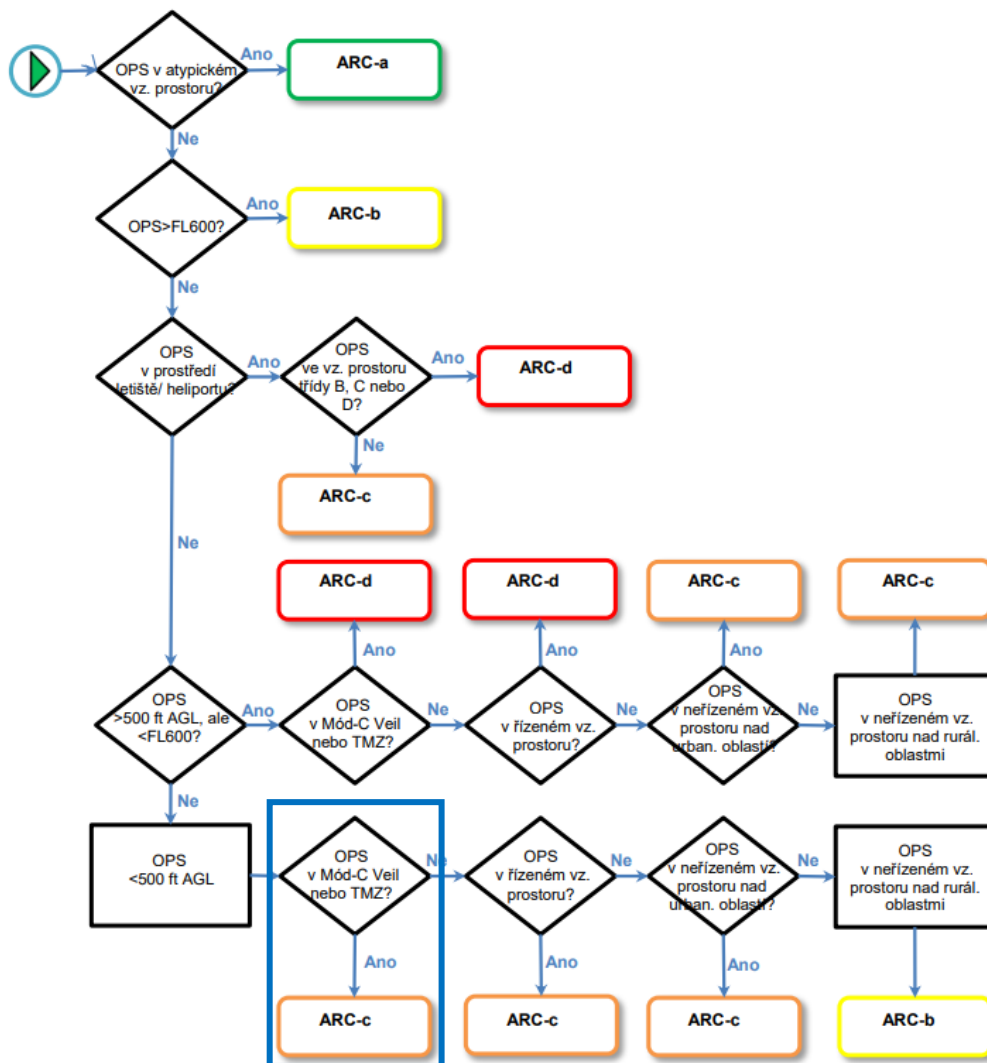 OPS v atypickém
vz. prostoru?
Ano
ARC-a
Ne
OPS>FL600?
Ano
ARC-b
Ne
OPS
v prostředí
letiště/ heliportu?
Ano
OPS
ve vz. prostoru
třídy B, C nebo
D?
Ano
ARC-d
Ne
ARC-c
Ne
ARC-d
ARC-d
ARC-c
ARC-c
Ano
Ano
Ano
OPS
>500 ft AGL, ale
<FL600?
Ano
OPS
v Mód-C Veil
nebo TMZ?
Ne
OPS
v řízeném vz.
prostoru?
Ne
OPS
v neřízeném vz.
prostoru nad
urban. oblastí?
Ne
OPS
v neřízeném vz.
prostoru nad rurál.
oblastmi
Ne
OPS
<500 ft AGL
OPS
v Mód-C Veil
nebo TMZ?
Ne
OPS
v řízeném vz.
prostoru?
Ne
OPS
v neřízeném vz.
prostoru nad
urban. oblastí?
Ne
OPS
v neřízeném vz.
prostoru nad rurál.
oblastmi
Ano
Ano
Ano
ARC-c
ARC-c
ARC-c
ARC-b